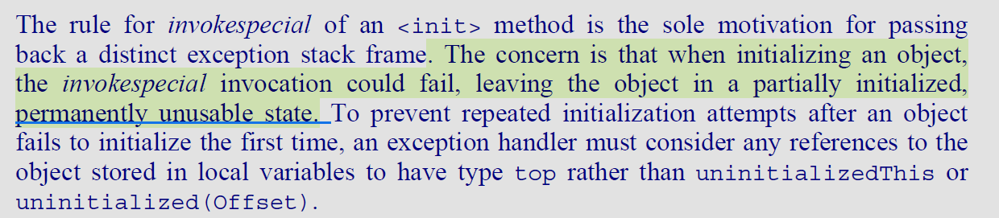 The rule for invokespecial of an <init> method is the sole motivation for passing
back a distinct exception stack frame. The concern is that when initializing an object,
the invokespecial invocation could fail, leaving the object in a partially initialized,
permanently unusable state. To prevent repeated initialization attempts after an object
fails to initialize the first time, an exception handler must consider any references to the
object stored in local variables to have type top rather than uninitializedThis or
uninitialized(Offset).